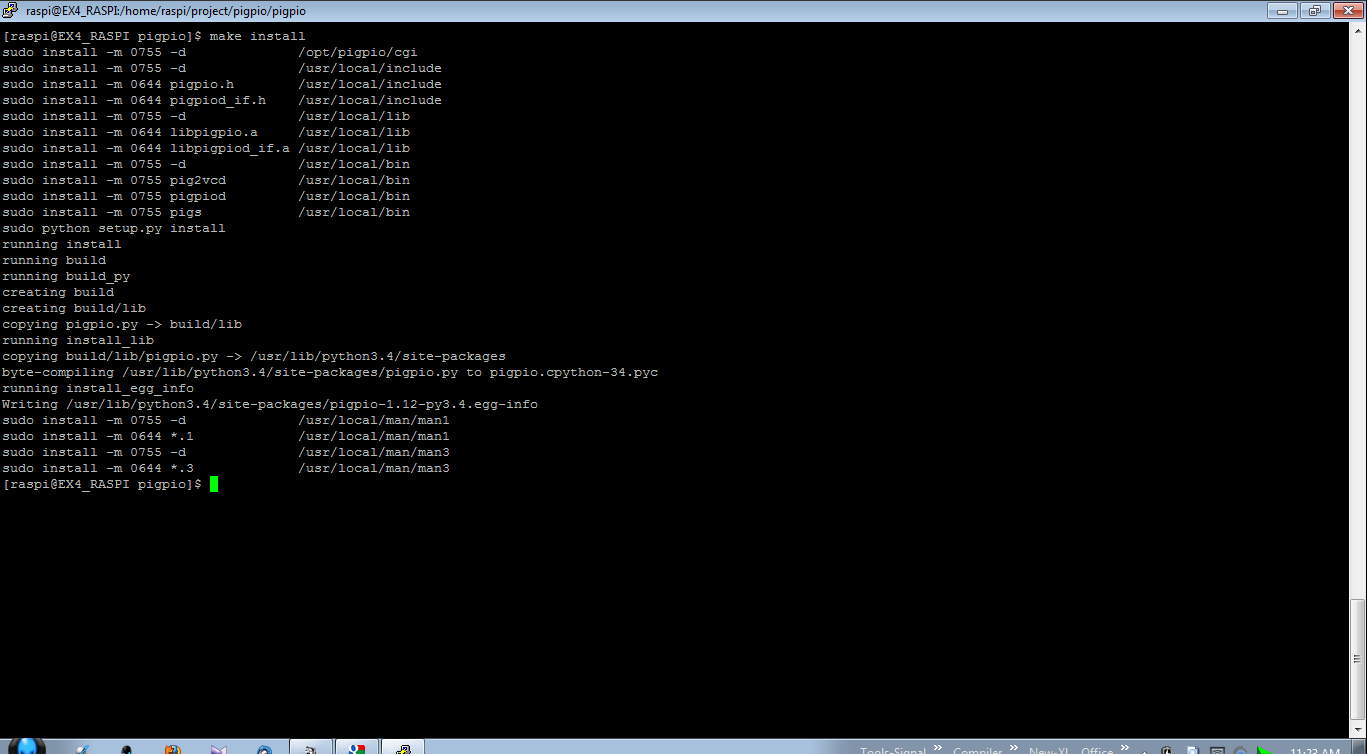 raspi@EX4_RASPI:/home/raspi/project/pigpio/pigpio
[raspi@EX4_RASPI pigpio]$ make install
sudo install -m 0755 -d              /opt/pigpio/cgi
sudo install -m 0755 -d              /usr/local/include
sudo install -m 0644 pigpio.h        /usr/local/include
sudo install -m 0644 pigpiod_if.h    /usr/local/include
sudo install -m 0755 -d              /usr/local/lib
sudo install -m 0644 libpigpio.a     /usr/local/lib
sudo install -m 0644 libpigpiod_if.a /usr/local/lib
sudo install -m 0755 -d              /usr/local/bin
sudo install -m 0755 pig2vcd         /usr/local/bin
sudo install -m 0755 pigpiod         /usr/local/bin
sudo install -m 0755 pigs            /usr/local/bin
sudo python setup.py install
running install
running build
running build_py
creating build
creating build/lib
copying pigpio.py -> build/lib
running install_lib
copying build/lib/pigpio.py -> /usr/lib/python3.4/site-packages
byte-compiling /usr/lib/python3.4/site-packages/pigpio.py to pigpio.cpython-34.pyc
running install_egg_info
Writing /usr/lib/python3.4/site-packages/pigpio-1.12-py3.4.egg-info
sudo install -m 0755 -d              /usr/local/man/man1
sudo install -m 0644 *.1             /usr/local/man/man1
sudo install -m 0755 -d              /usr/local/man/man3
sudo install -m 0644 *.3             /usr/local/man/man3
[raspi@EX4_RASPI pigpio]$
Tools-Signal » Compiler » New-XL Office » 11:23 AM